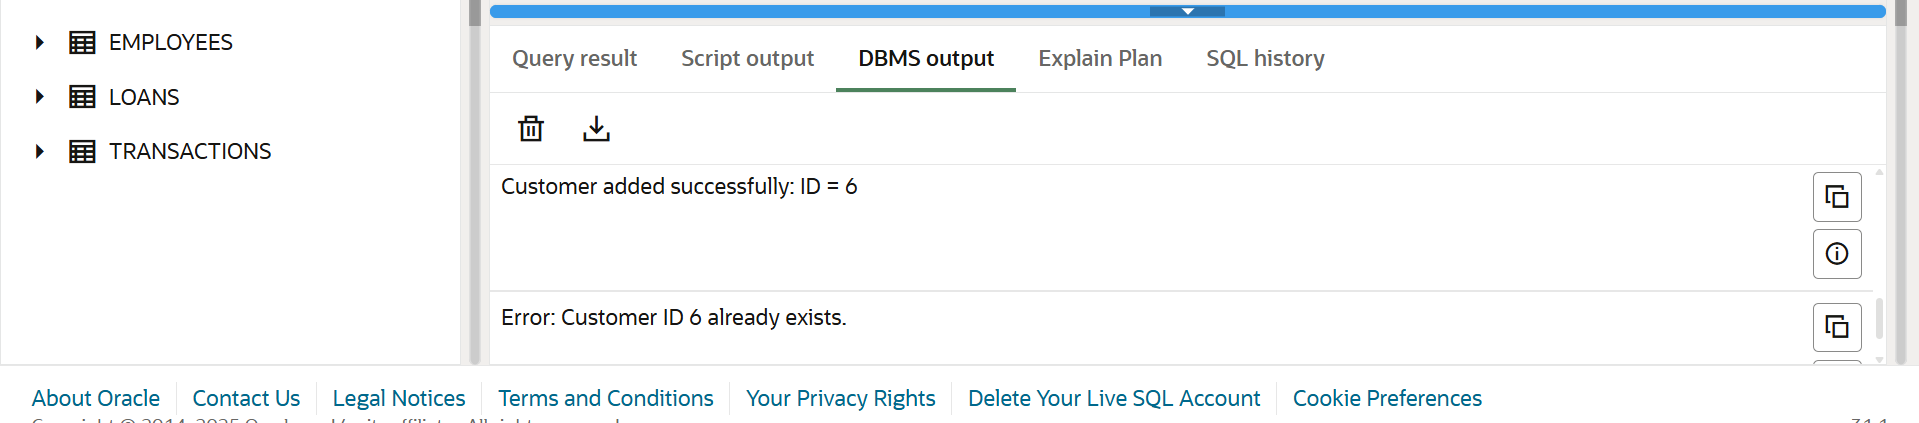 EMPLOYEES
LOANS
TRANSACTIONS
Query result Script output DBMS output Explain Plan SQL history
Customer added successfully: ID = 6
Error: Customer ID 6 already exists.
About Oracle Contact Us Legal Notices Terms and Conditions Your Privacy Rights Delete Your Live SQL Account Cookie Preferences